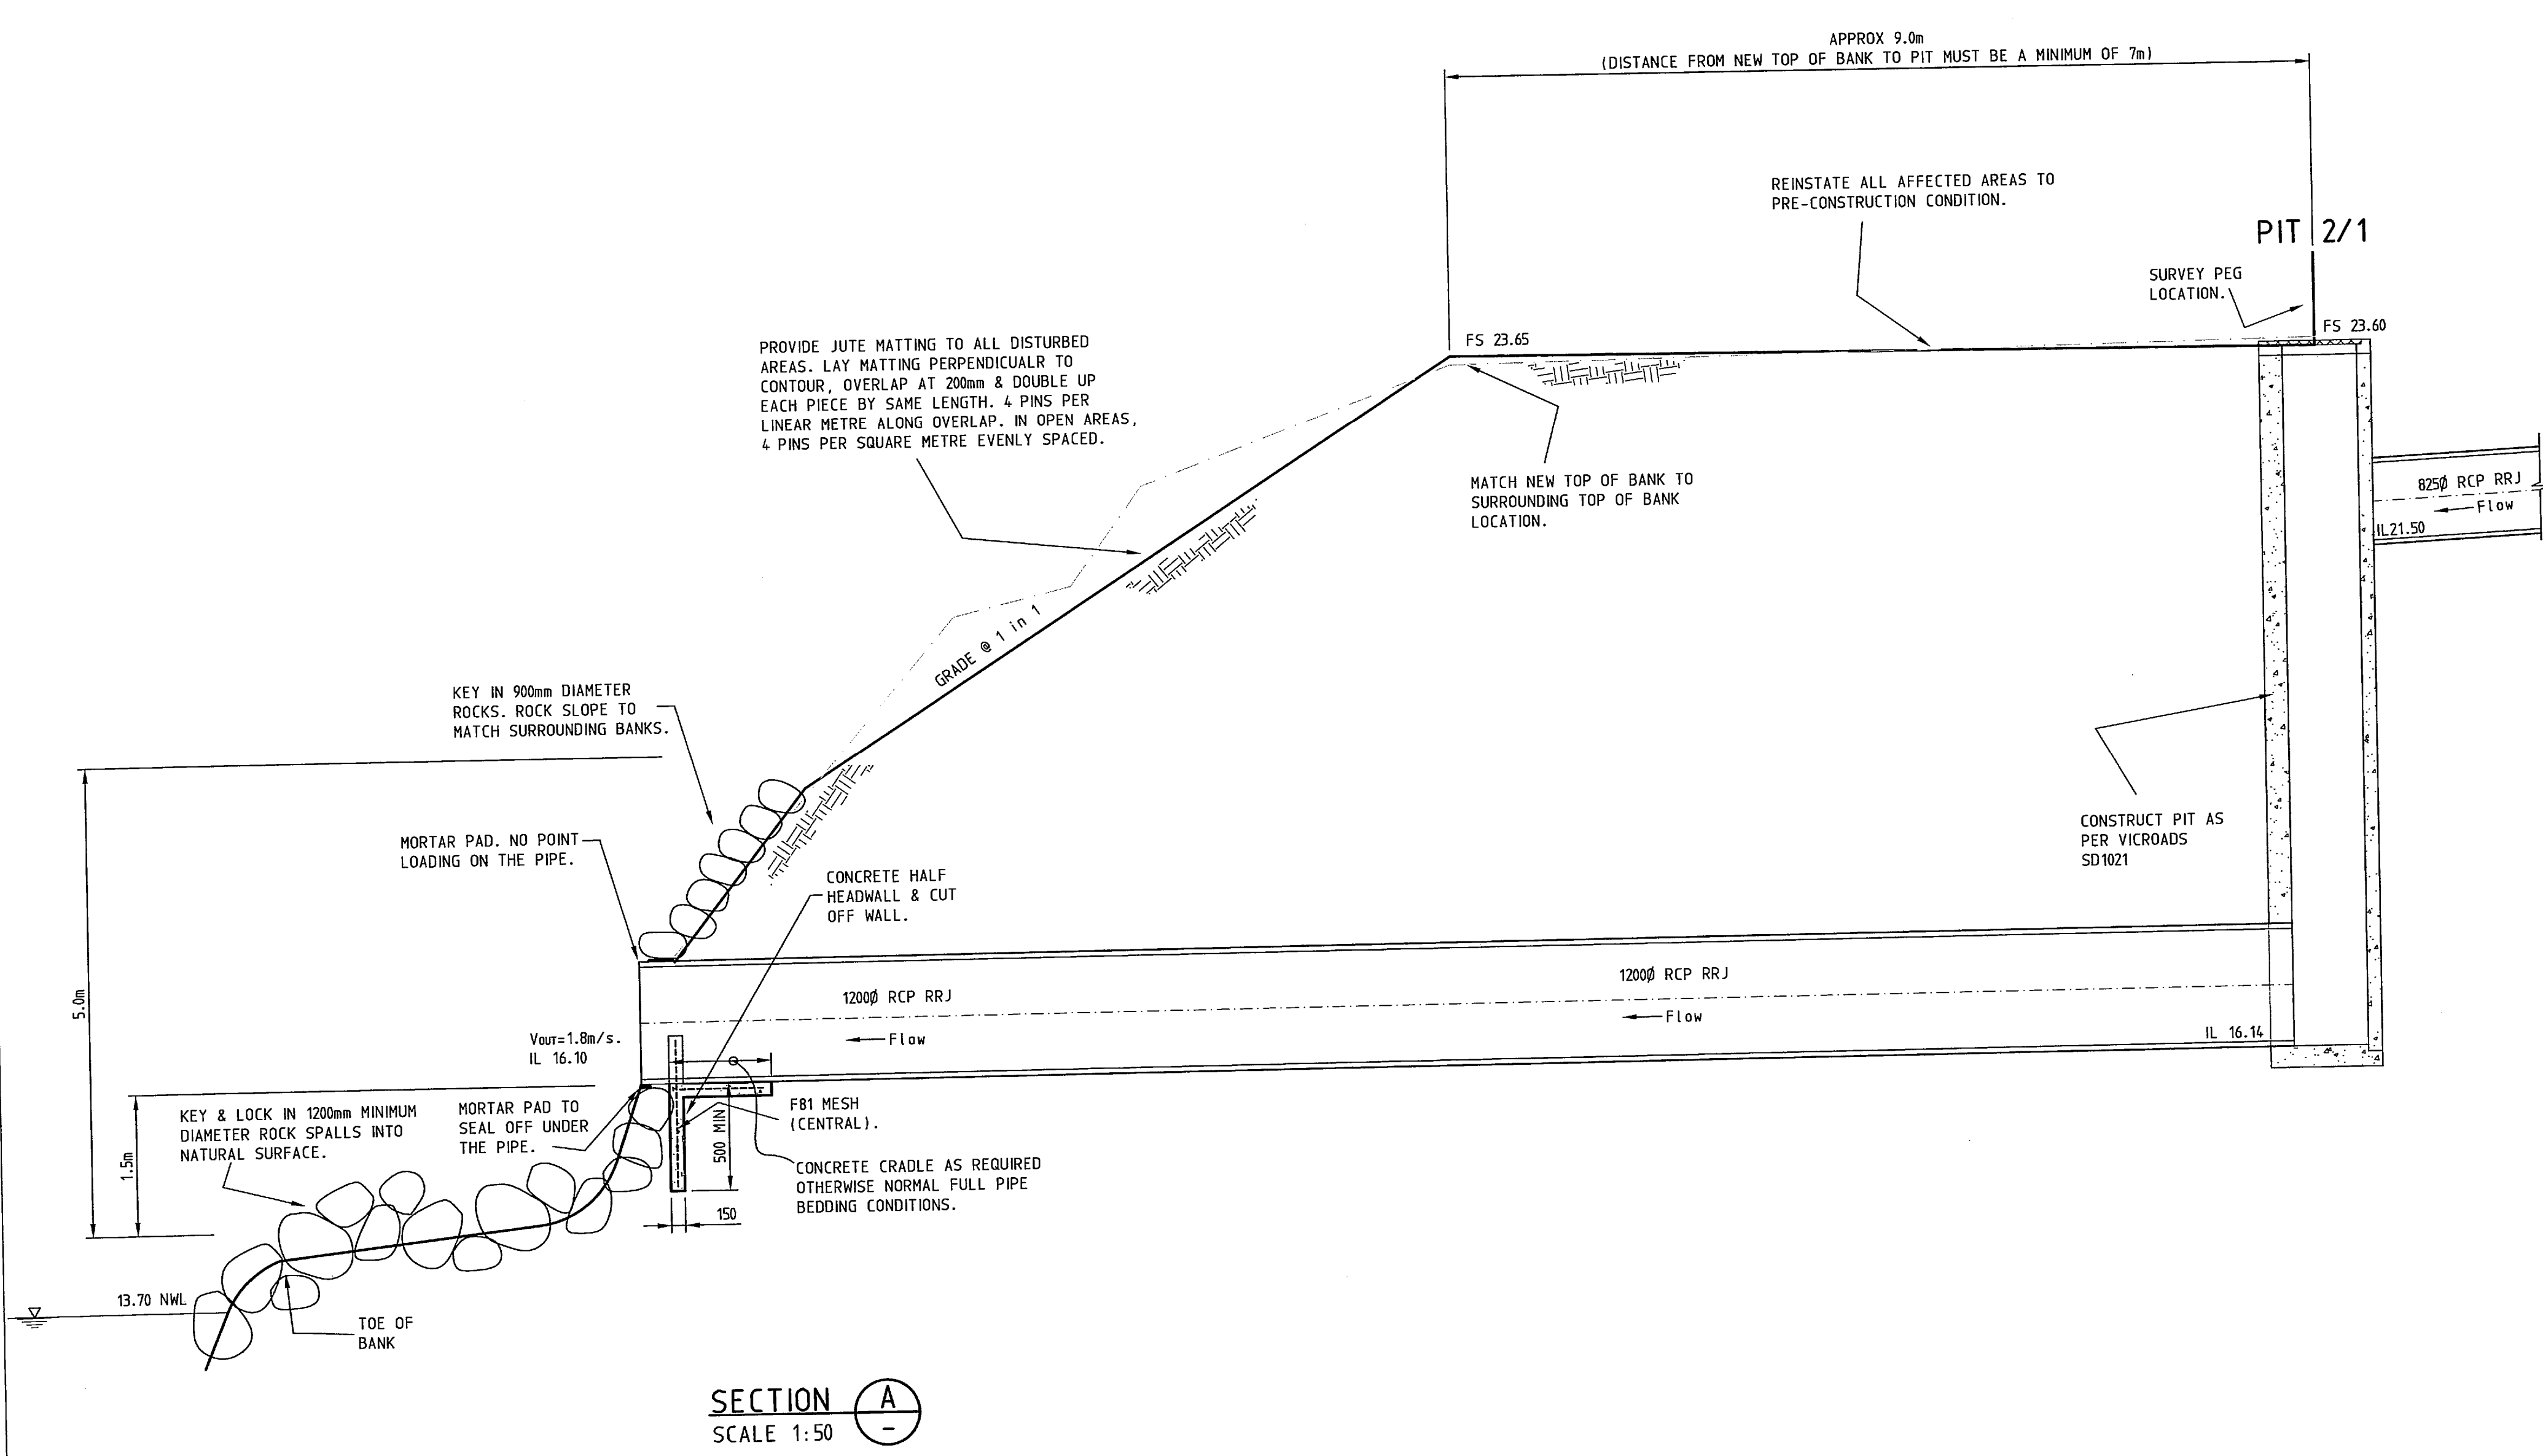 APPROX 9.0m
(DISTANCE FROM NEW TOP OF BANK TO PIT MUST BE A MINIMUM OF 7m)
REINSTATE ALL AFFECTED AREAS TO
PRE-CONSTRUCTION CONDITION.
PIT 2/1
SURVEY PEG
LOCATION.
FS 23.65
FS 23.60
PROVIDE JUTE MATTING TO ALL DISTURBED
AREAS. LAY MATTING PERPENDICUALR TO
CONTOUR, OVERLAP AT 200mm & DOUBLE UP
EACH PIECE BY SAME LENGTH. 4 PINS PER
LINEAR METRE ALONG OVERLAP. IN OPEN AREAS,
4 PINS PER SQUARE METRE EVENLY SPACED.
MATCH NEW TOP OF BANK TO
SURROUNDING TOP OF BANK
LOCATION.
825Ø RCP RRJ
Flow
IL21.50
GRADE @ 1 in 1
KEY IN 900mm DIAMETER
ROCKS. ROCK SLOPE TO
MATCH SURROUNDING BANKS.
MORTAR PAD. NO POINT
LOADING ON THE PIPE.
CONCRETE HALF
HEADWALL & CUT
OFF WALL.
CONSTRUCT PIT AS
PER VICROADS
SD1021
5.0m
1200Ø RCP RRJ
Flow
1200Ø RCP RRJ
Flow
IL 16.14
VOUT=1.8m/s.
IL 16.10
KEY & LOCK IN 1200mm MINIMUM
DIAMETER ROCK SPALLS INTO
NATURAL SURFACE.
MORTAR PAD TO
SEAL OFF UNDER
THE PIPE.
F81 MESH
(CENTRAL).
500 MIN
1.5m
CONCRETE CRADLE AS REQUIRED
OTHERWISE NORMAL FULL PIPE
BEDDING CONDITIONS.
150
13.70 NWL
TOE OF
BANK
SECTION A
SCALE 1:50 -